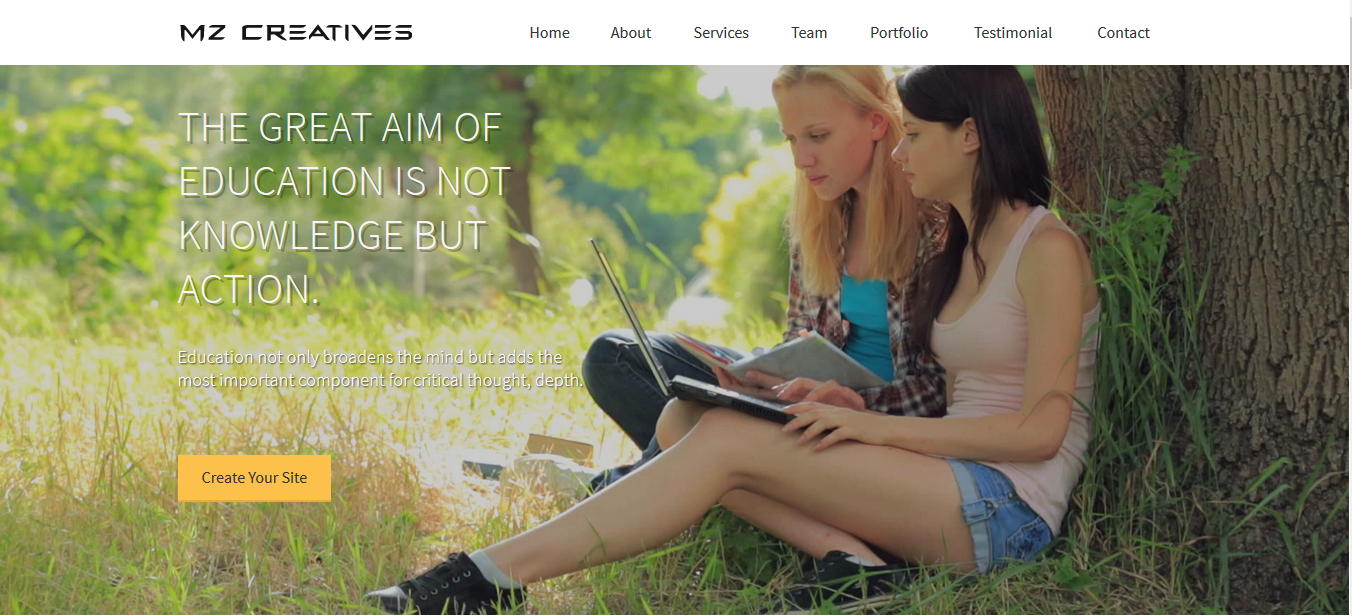 MZ CREATIVES
Home About Services Team Portfolio Testimonial Contact
THE GREAT AIM OF
EDUCATION IS NOT
KNOWLEDGE BUT
ACTION.
Education not only broadens the mind but adds the
most important component for critical thought, depth.
Create Your Site